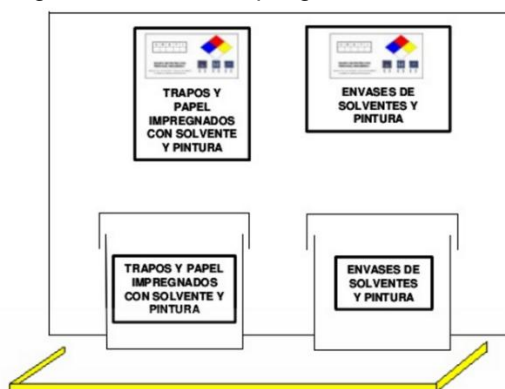 TRAPOS Y
PAPEL
IMPREGNADOS
CON SOLVENTE
Y PINTURA
ENVASES DE
SOLVENTES Y
PINTURA
TRAPOS Y PAPEL
IMPREGNADOS
CON SOLVENTE Y
PINTURA
ENVASES DE
SOLVENTES
Y PINTURA